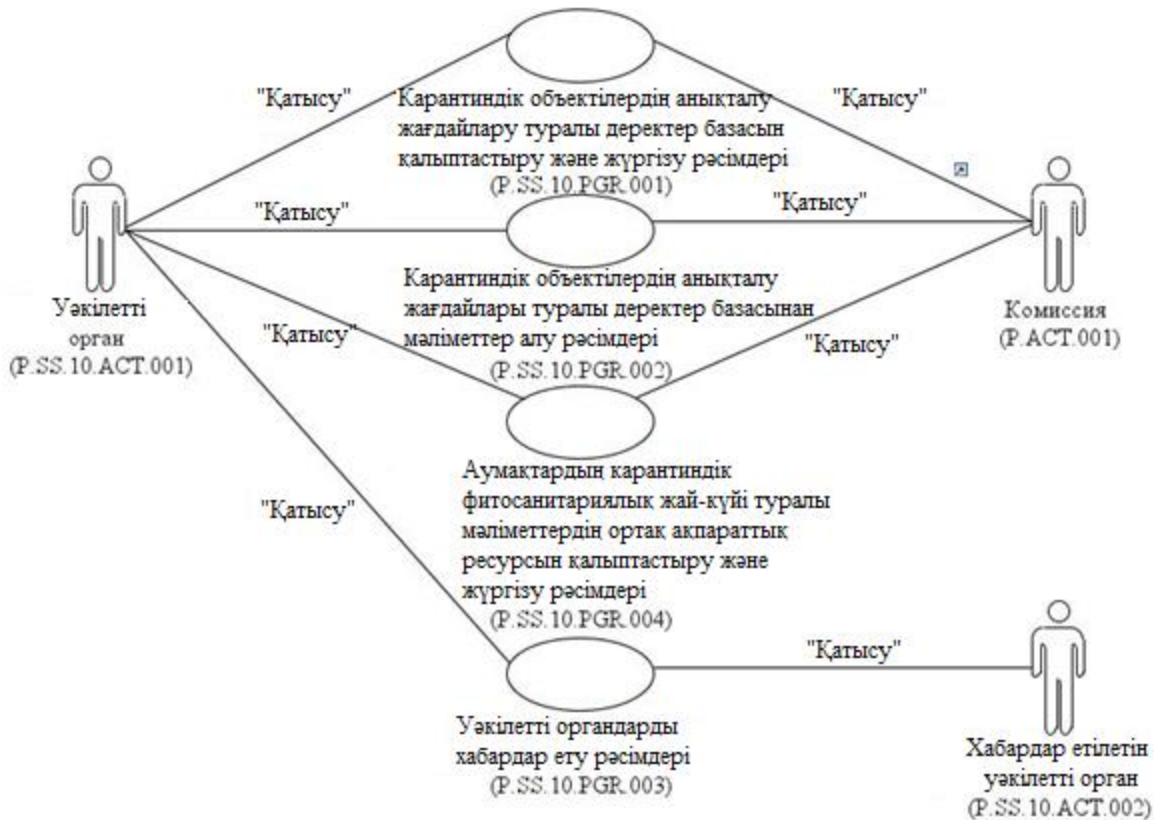 "Қатысу"
"Қатысу"
Карантиндік объектілердің анықталу
жағдайлару туралы деректер базасын
қалыптастыру және жүргізу рәсімдері
(P.SS.10.PGR.001)
"Қатысу"
"Қатысу"
Карантиндік объектілердің анықталу
жағдайлары туралы деректер базасынан
мәліметтер алу рәсімдері
(P.SS.10.PGR.002)
Уәкілетті
орган
(P.SS.10.ACT.001)
Комиссия
(P.ACT.001)
"Қатысу"
"Қатысу"
Аумақтардың карантиндік
фитосанитариялық жай-күйі туралы
мәліметтердің ортақ ақпараттық
ресурсын қалыптастыру және
жүргізу рәсімдері
(P.SS.10.PGR.004)
"Қатысу"
"Қатысу"
Уәкілетті органдарды
хабардар ету рәсімдері
(P.SS.10.PGR.003)
Хабардар етілетін
уәкілетті орган
(P.SS.10.ACT.002)